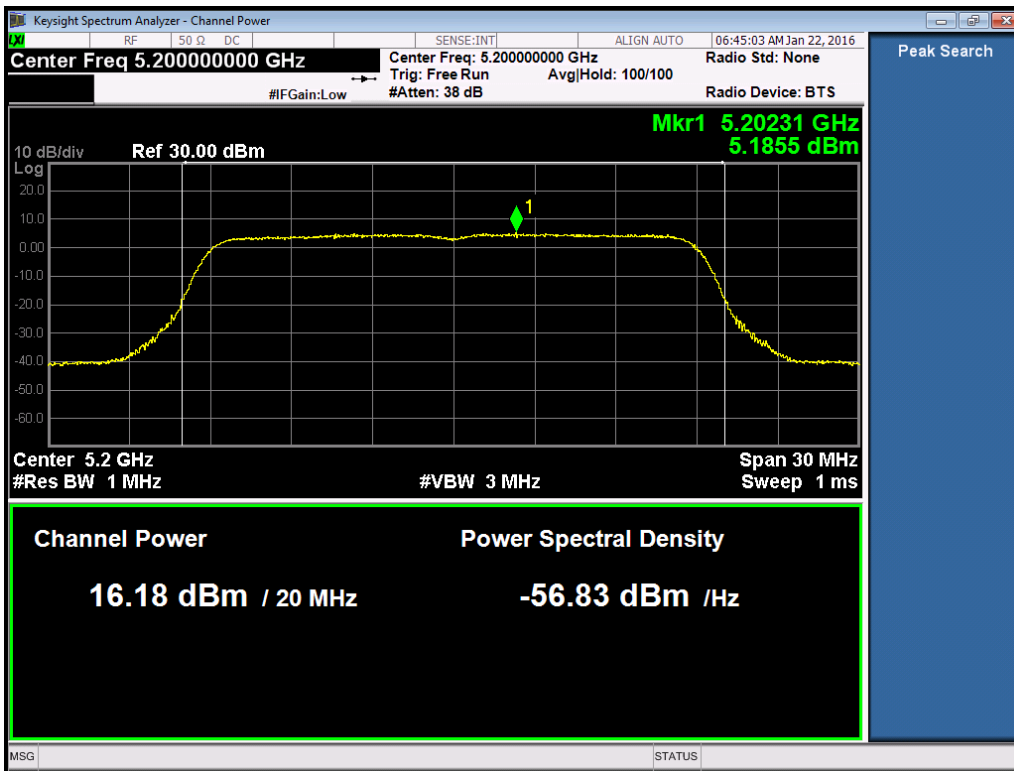 Keysight Spectrum Analyzer - Channel Power
LXI RF 50 Ω DC SENSE:INT ALIGN AUTO 06:45:03 AM Jan 22, 2016
Center Freq 5.200000000 GHz
#IFGain:Low
Center Freq: 5.200000000 GHz
Trig: Free Run Avg|Hold: 100/100
#Atten: 38 dB
Radio Std: None
Radio Device: BTS
Peak Search
Mkr1 5.20231 GHz
5.1855 dBm
10 dB/div Ref 30.00 dBm
Log
20.0
10.0
0.00
-10.0
-20.0
-30.0
-40.0
-50.0
-60.0
1
Center 5.2 GHz Span 30 MHz
#Res BW 1 MHz #VBW 3 MHz Sweep 1 ms
Channel Power Power Spectral Density
16.18 dBm / 20 MHz -56.83 dBm /Hz
MSG STATUS